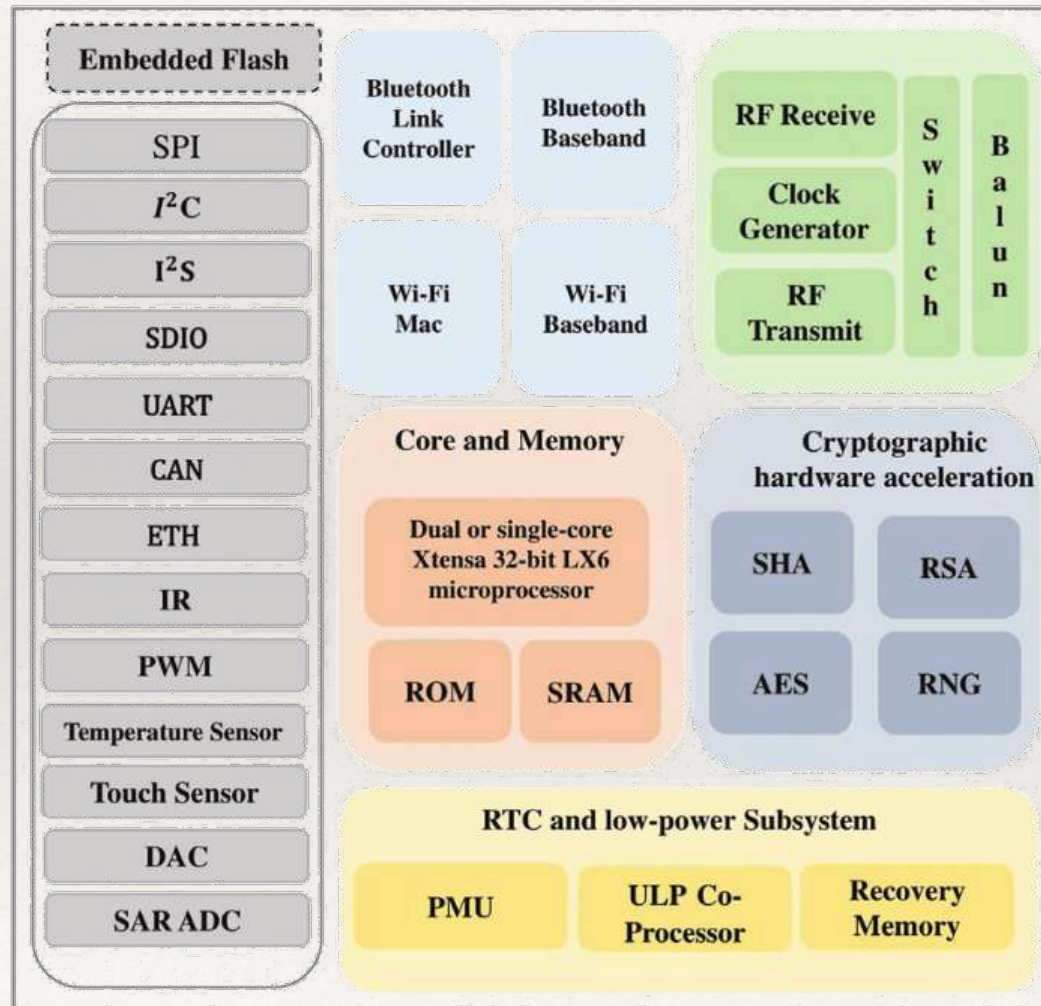 Embedded Flash
SPI
I²C
I²S
SDIO
UART
CAN
ETH
IR
PWM
Temperature Sensor
Touch Sensor
DAC
SAR ADC
Bluetooth
Link
Controller
Bluetooth
Baseband
Wi-Fi
Mac
Wi-Fi
Baseband
RF Receive
Clock
Generator
RF
Transmit
Switch
Balun
Core and Memory
Dual or single-core
Xtensa 32-bit LX6
microprocessor
ROM
SRAM
Cryptographic
hardware acceleration
SHA
RSA
AES
RNG
RTC and low-power Subsystem
PMU
ULP Co-
Processor
Recovery
Memory